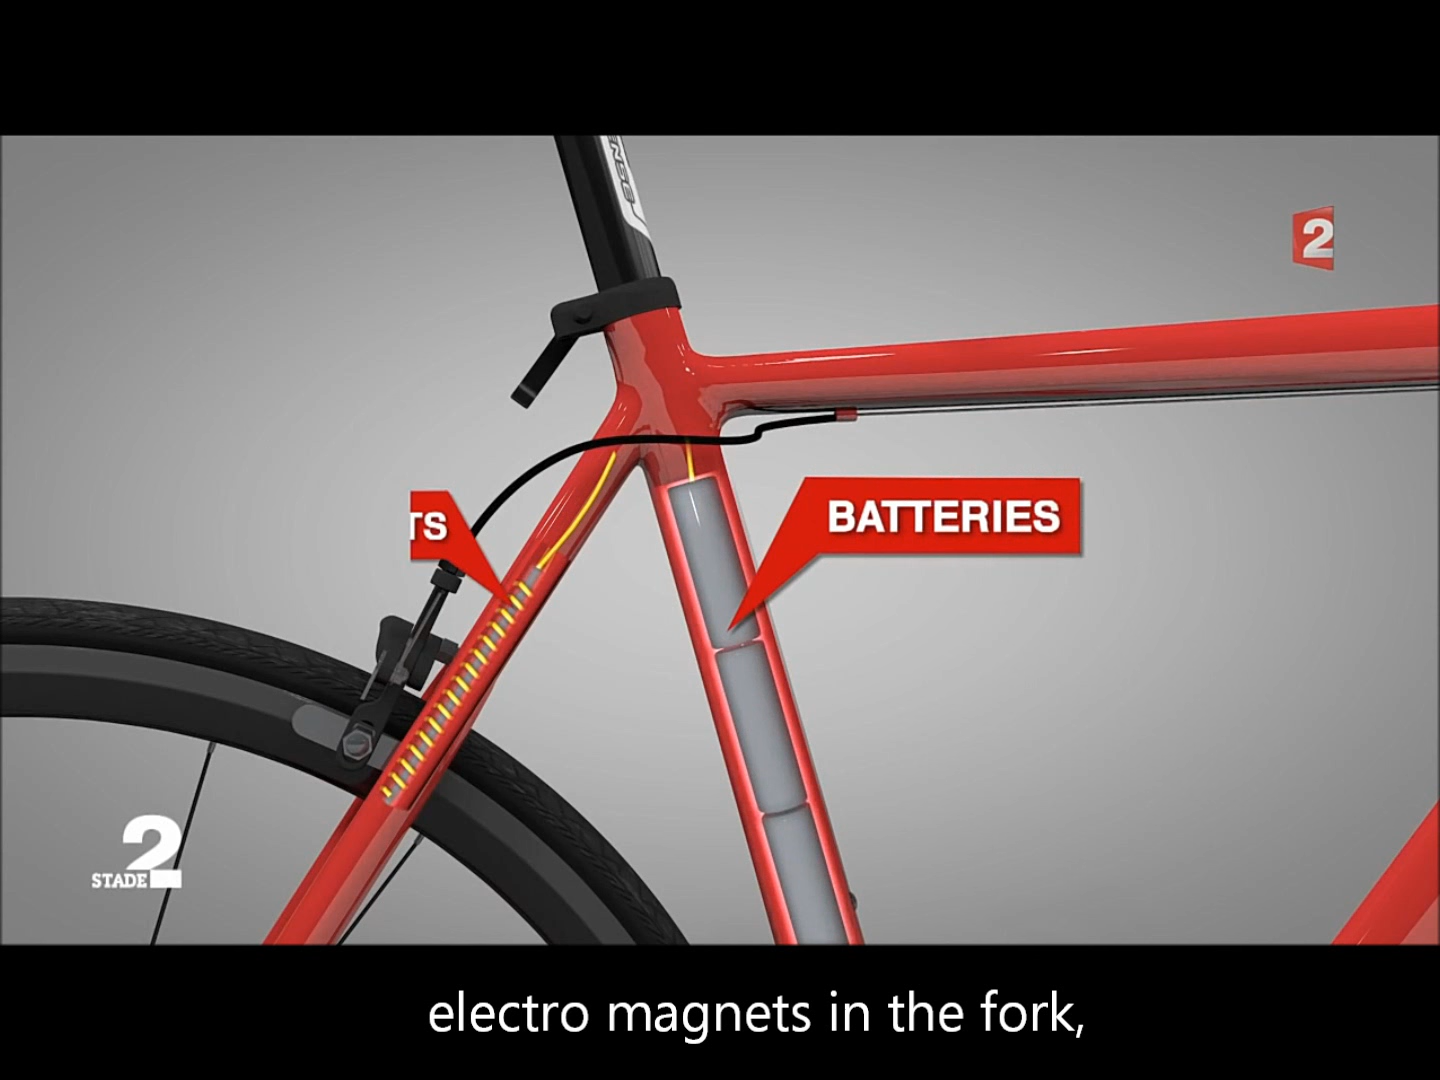 2
TS
BATTERIES
2
STADE
electro magnets in the fork,